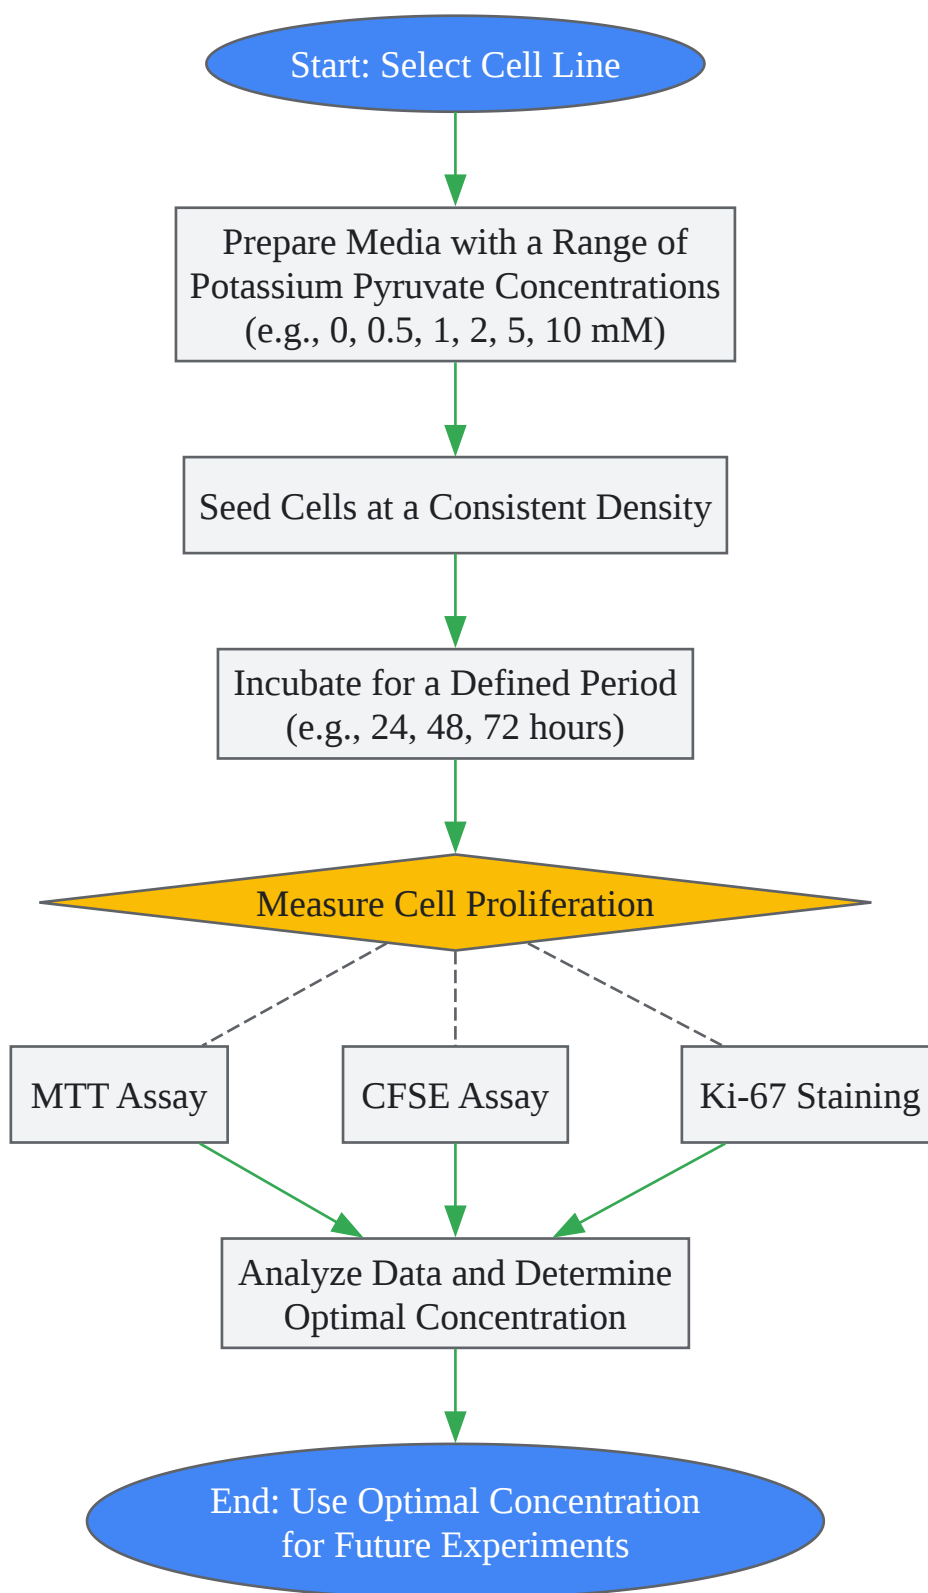 Start: Select Cell Line
Prepare Media with a Range of
Potassium Pyruvate Concentrations
(e.g., 0, 0.5, 1, 2, 5, 10 mM)
Seed Cells at a Consistent Density
Incubate for a Defined Period
(e.g., 24, 48, 72 hours)
Measure Cell Proliferation
MTT Assay
CFSE Assay
Ki-67 Staining
Analyze Data and Determine
Optimal Concentration
End: Use Optimal Concentration
for Future Experiments